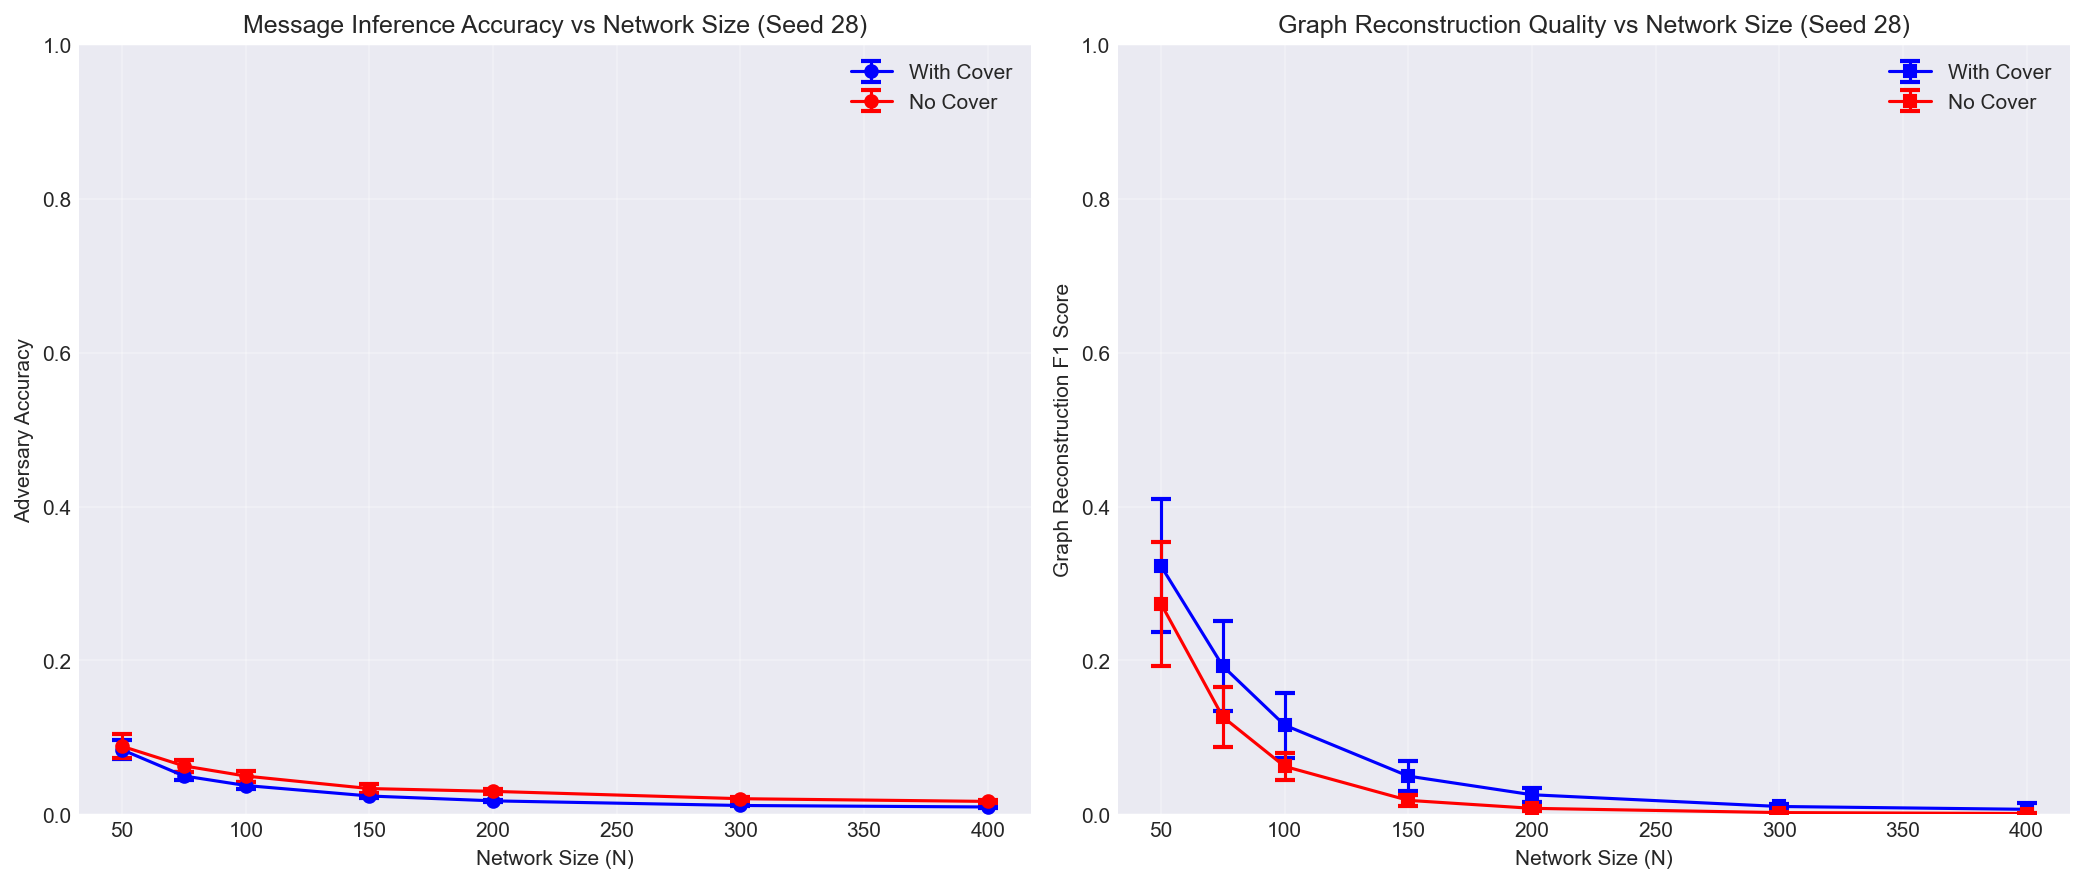 Message Inference Accuracy vs Network Size (Seed 28)
With Cover
No Cover
1.0
0.8
0.6
0.4
0.2
0.0
Adversary Accuracy
50 100 150 200 250 300 350 400
Network Size (N)
Graph Reconstruction Quality vs Network Size (Seed 28)
With Cover
No Cover
1.0
0.8
0.6
0.4
0.2
0.0
Graph Reconstruction F1 Score
50 100 150 200 250 300 350 400
Network Size (N)